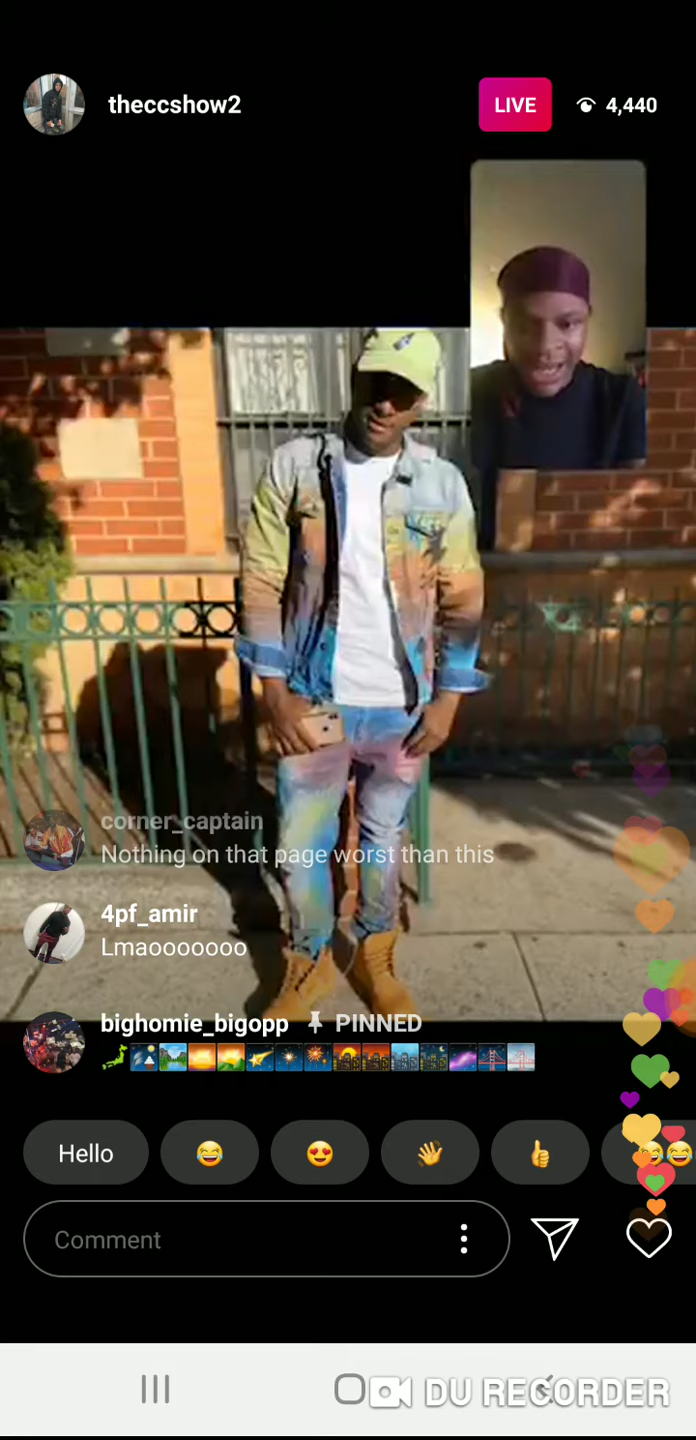 theccshow2
LIVE
4,440
corner_captain
Nothing on that page worst than this
4pf_amir
Lmaooooooo
bighomie_bigopp PINNED
Hello
Comment
DU RECORDER